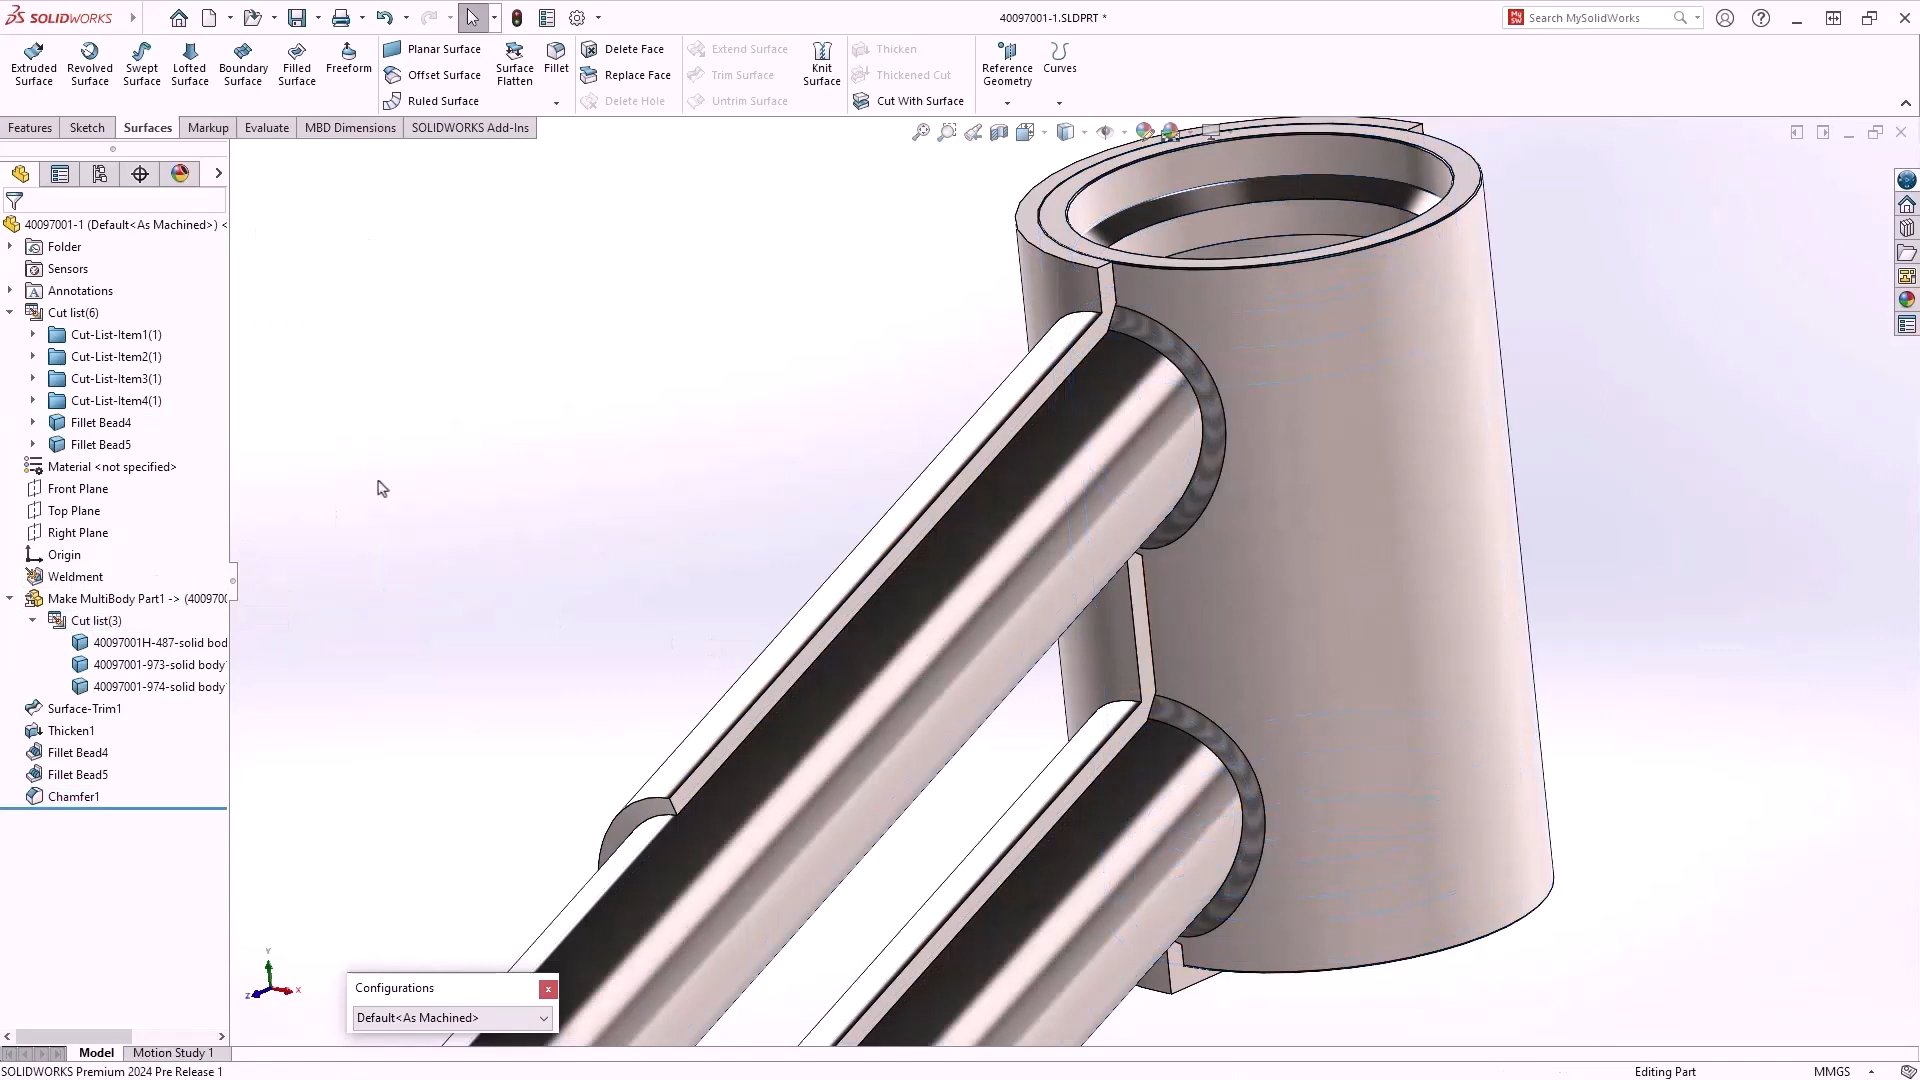 SOLIDWORKS
40097001-1.SLDPRT *
Search MySolidWorks
Extruded Surface
Revolved Surface
Swept Surface
Lofted Surface
Boundary Surface
Filled Surface
Freeform
Planar Surface
Offset Surface
Ruled Surface
Surface Flatten
Fillet
Delete Face
Replace Face
Delete Hole
Extend Surface
Trim Surface
Untrim Surface
Knit Surface
Thicken
Thickened Cut
Cut With Surface
Reference Geometry
Curves
Features
Sketch
Surfaces
Markup
Evaluate
MBD Dimensions
SOLIDWORKS Add-Ins
40097001-1 (Default<As Machined>) <
Folder
Sensors
Annotations
Cut list(6)
Cut-List-Item1(1)
Cut-List-Item2(1)
Cut-List-Item3(1)
Cut-List-Item4(1)
Fillet Bead4
Fillet Bead5
Material <not specified>
Front Plane
Top Plane
Right Plane
Origin
Weldment
Make MultiBody Part1 -> (400970(
Cut list(3)
40097001H-487-solid bod
40097001-973-solid body
40097001-974-solid body
Surface-Trim1
Thicken1
Fillet Bead4
Fillet Bead5
Chamfer1
Y
X
Z
Configurations
Default<As Machined>
Model
Motion Study 1
SOLIDWORKS Premium 2024 Pre Release 1
Editing Part
MMGS